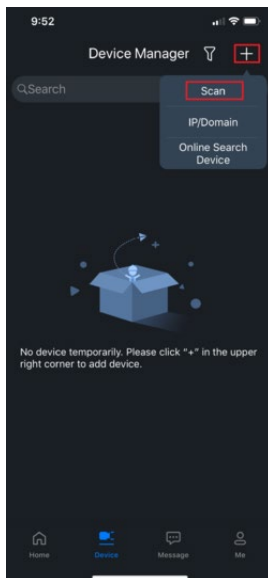 9:52
Device Manager
Search
Scan
IP/Domain
Online Search
Device
No device temporarily. Please click "+" in the upper
right corner to add device.
Home Device Message Me